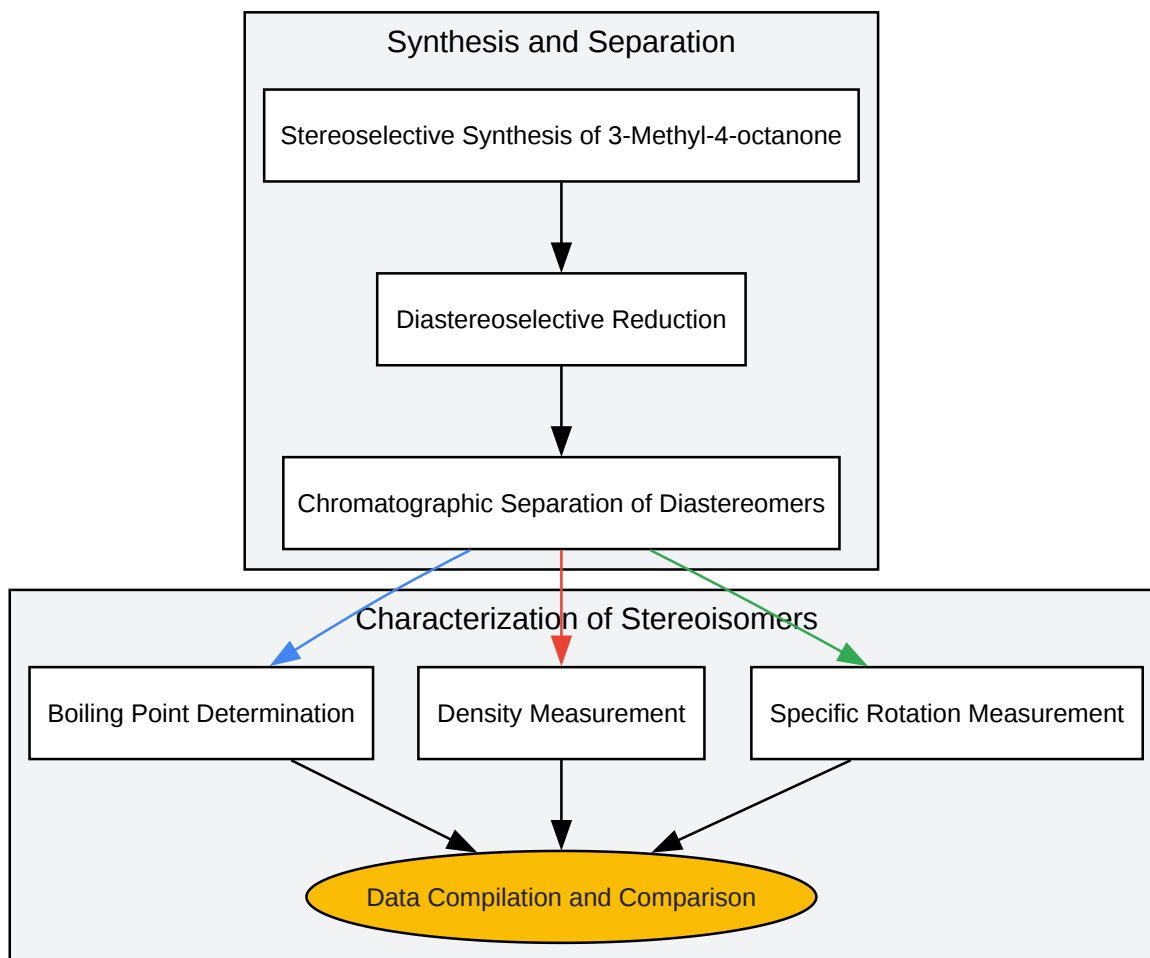 Synthesis and Separation
Stereoselective Synthesis of 3-Methyl-4-octanone
Diastereoselective Reduction
Chromatographic Separation of Diastereomers
Characterization of Stereoisomers
Boiling Point Determination
Density Measurement
Specific Rotation Measurement
Data Compilation and Comparison